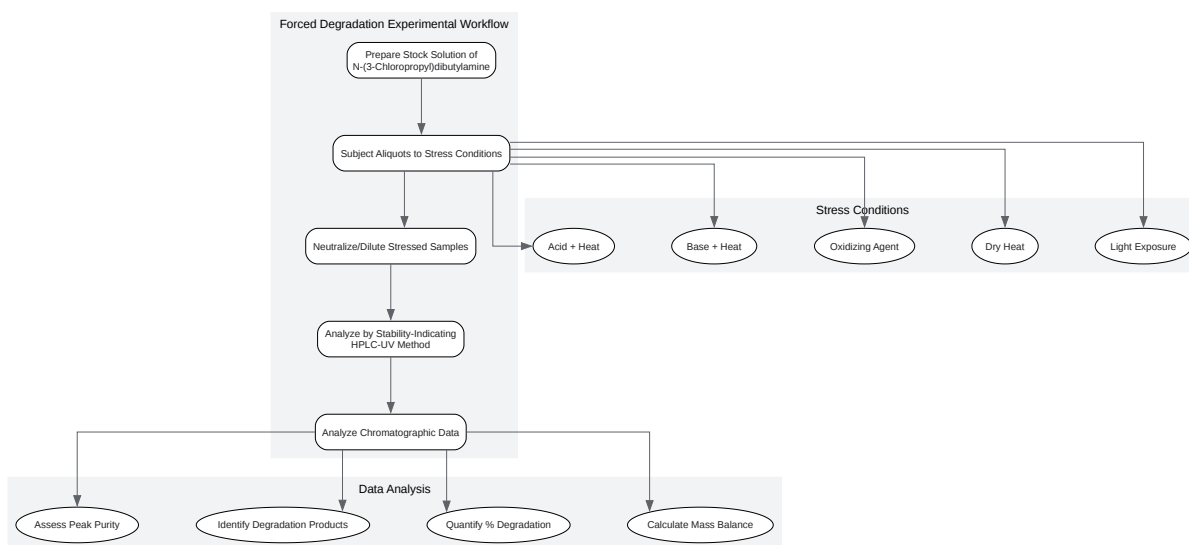 Forced Degradation Experimental Workflow
Prepare Stock Solution of
N-(3-Chloropropyl)dibutylamine
Subject Aliquots to Stress Conditions
Stress Conditions
Neutralize/Dilute Stressed Samples
Acid + Heat
Base + Heat
Oxidizing Agent
Dry Heat
Light Exposure
Analyze by Stability-Indicating
HPLC-UV Method
Analyze Chromatographic Data
Data Analysis
Assess Peak Purity
Identify Degradation Products
Quantify % Degradation
Calculate Mass Balance